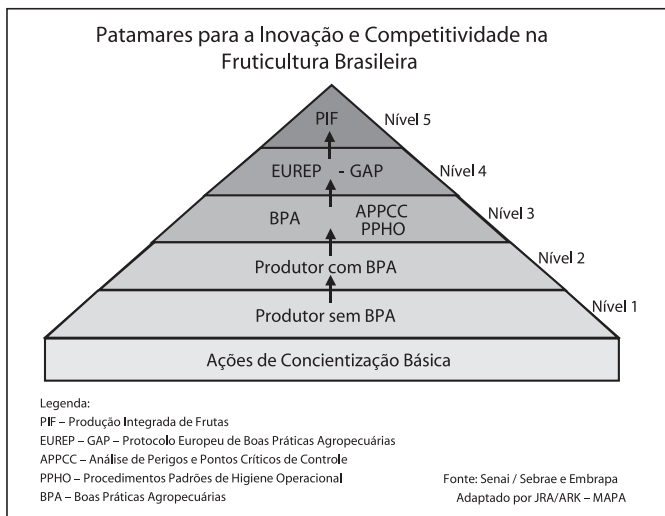 Patamares para a Inovação e Competitividade na
Fruticultura Brasileira
PIF
Nível 5
EUREP - GAP
Nível 4
BPA
APPCC
PPHO
Nível 3
Produtor com BPA
Nível 2
Produtor sem BPA
Nível 1
Ações de Concientização Básica
Legenda:
PIF – Produção Integrada de Frutas
EUREP – GAP – Protocolo Europeu de Boas Práticas Agropecuárias
APPCC – Análise de Perigos e Pontos Críticos de Controle
PPHO – Procedimentos Padrões de Higiene Operacional
BPA – Boas Práticas Agropecuárias
Fonte: Senai / Sebrae e Embrapa
Adaptado por JRA/ARK – MAPA